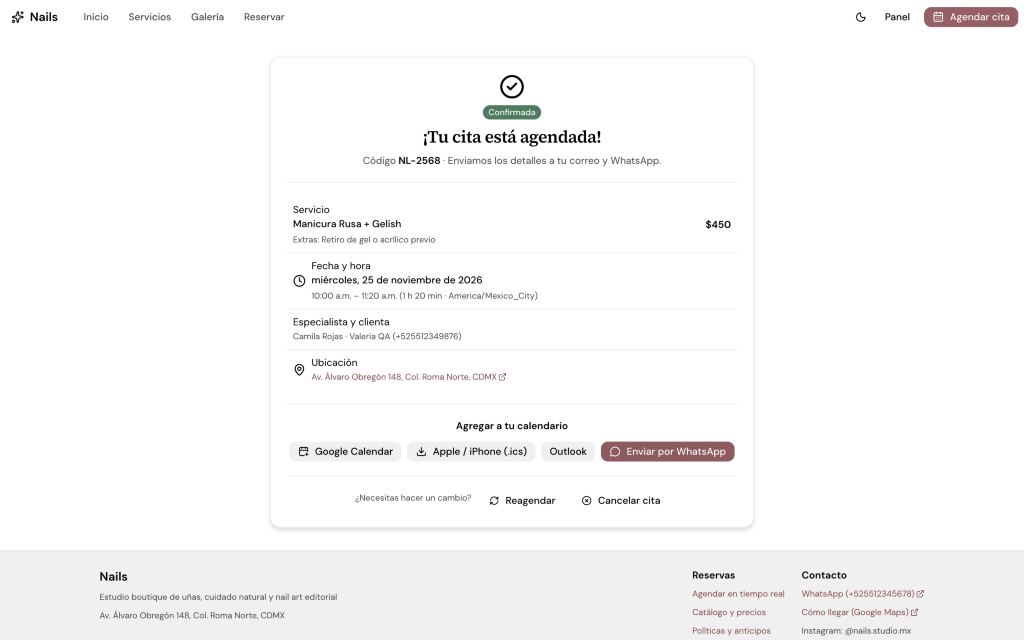 Nails
Inicio
Servicios
Galería
Reservar
Panel
Agendar cita
Confirmada
¡Tu cita está agendada!
Código NL-2568 · Enviamos los detalles a tu correo y WhatsApp.
Servicio
Manicura Rusa + Gelish
$450
Extras: Retiro de gel o acrílico previo
Fecha y hora
miércoles, 25 de noviembre de 2026
10:00 a.m. – 11:20 a.m. (1 h 20 min · America/Mexico_City)
Especialista y clienta
Camila Rojas · Valeria QA (+525512349876)
Ubicación
Av. Álvaro Obregón 148, Col. Roma Norte, CDMX
Agregar a tu calendario
Google Calendar
Apple / iPhone (.ics)
Outlook
Enviar por WhatsApp
¿Necesitas hacer un cambio?
Reagendar
Cancelar cita
Nails
Estudio boutique de uñas, cuidado natural y nail art editorial
Av. Álvaro Obregón 148, Col. Roma Norte, CDMX
Reservas
Agendar en tiempo real
Catálogo y precios
Políticas y anticipos
Contacto
WhatsApp (+525512345678)
Cómo llegar (Google Maps)
Instagram: @nails.studio.mx